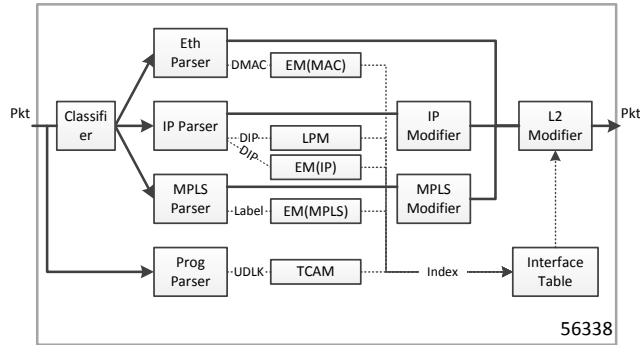 Eth
Parser
DMAC
EM(MAC)
Pkt
Classifi
er
IP Parser
DIP
LPM
DIP
EM(IP)
IP
Modifier
L2
Modifier
Pkt
MPLS
Parser
Label
EM(MPLS)
MPLS
Modifier
Prog
Parser
UDLK
TCAM
Index
Interface
Table
56338